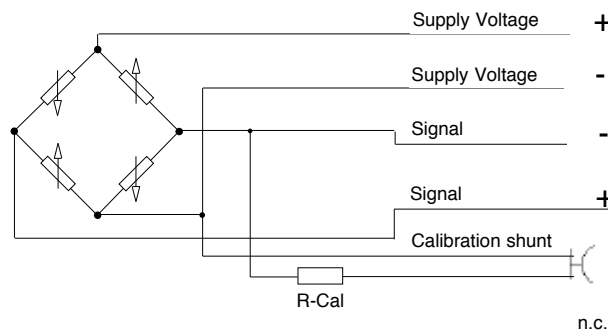 Supply Voltage +
Supply Voltage -
Signal -
Signal +
Calibration shunt
R-Cal
n.c.